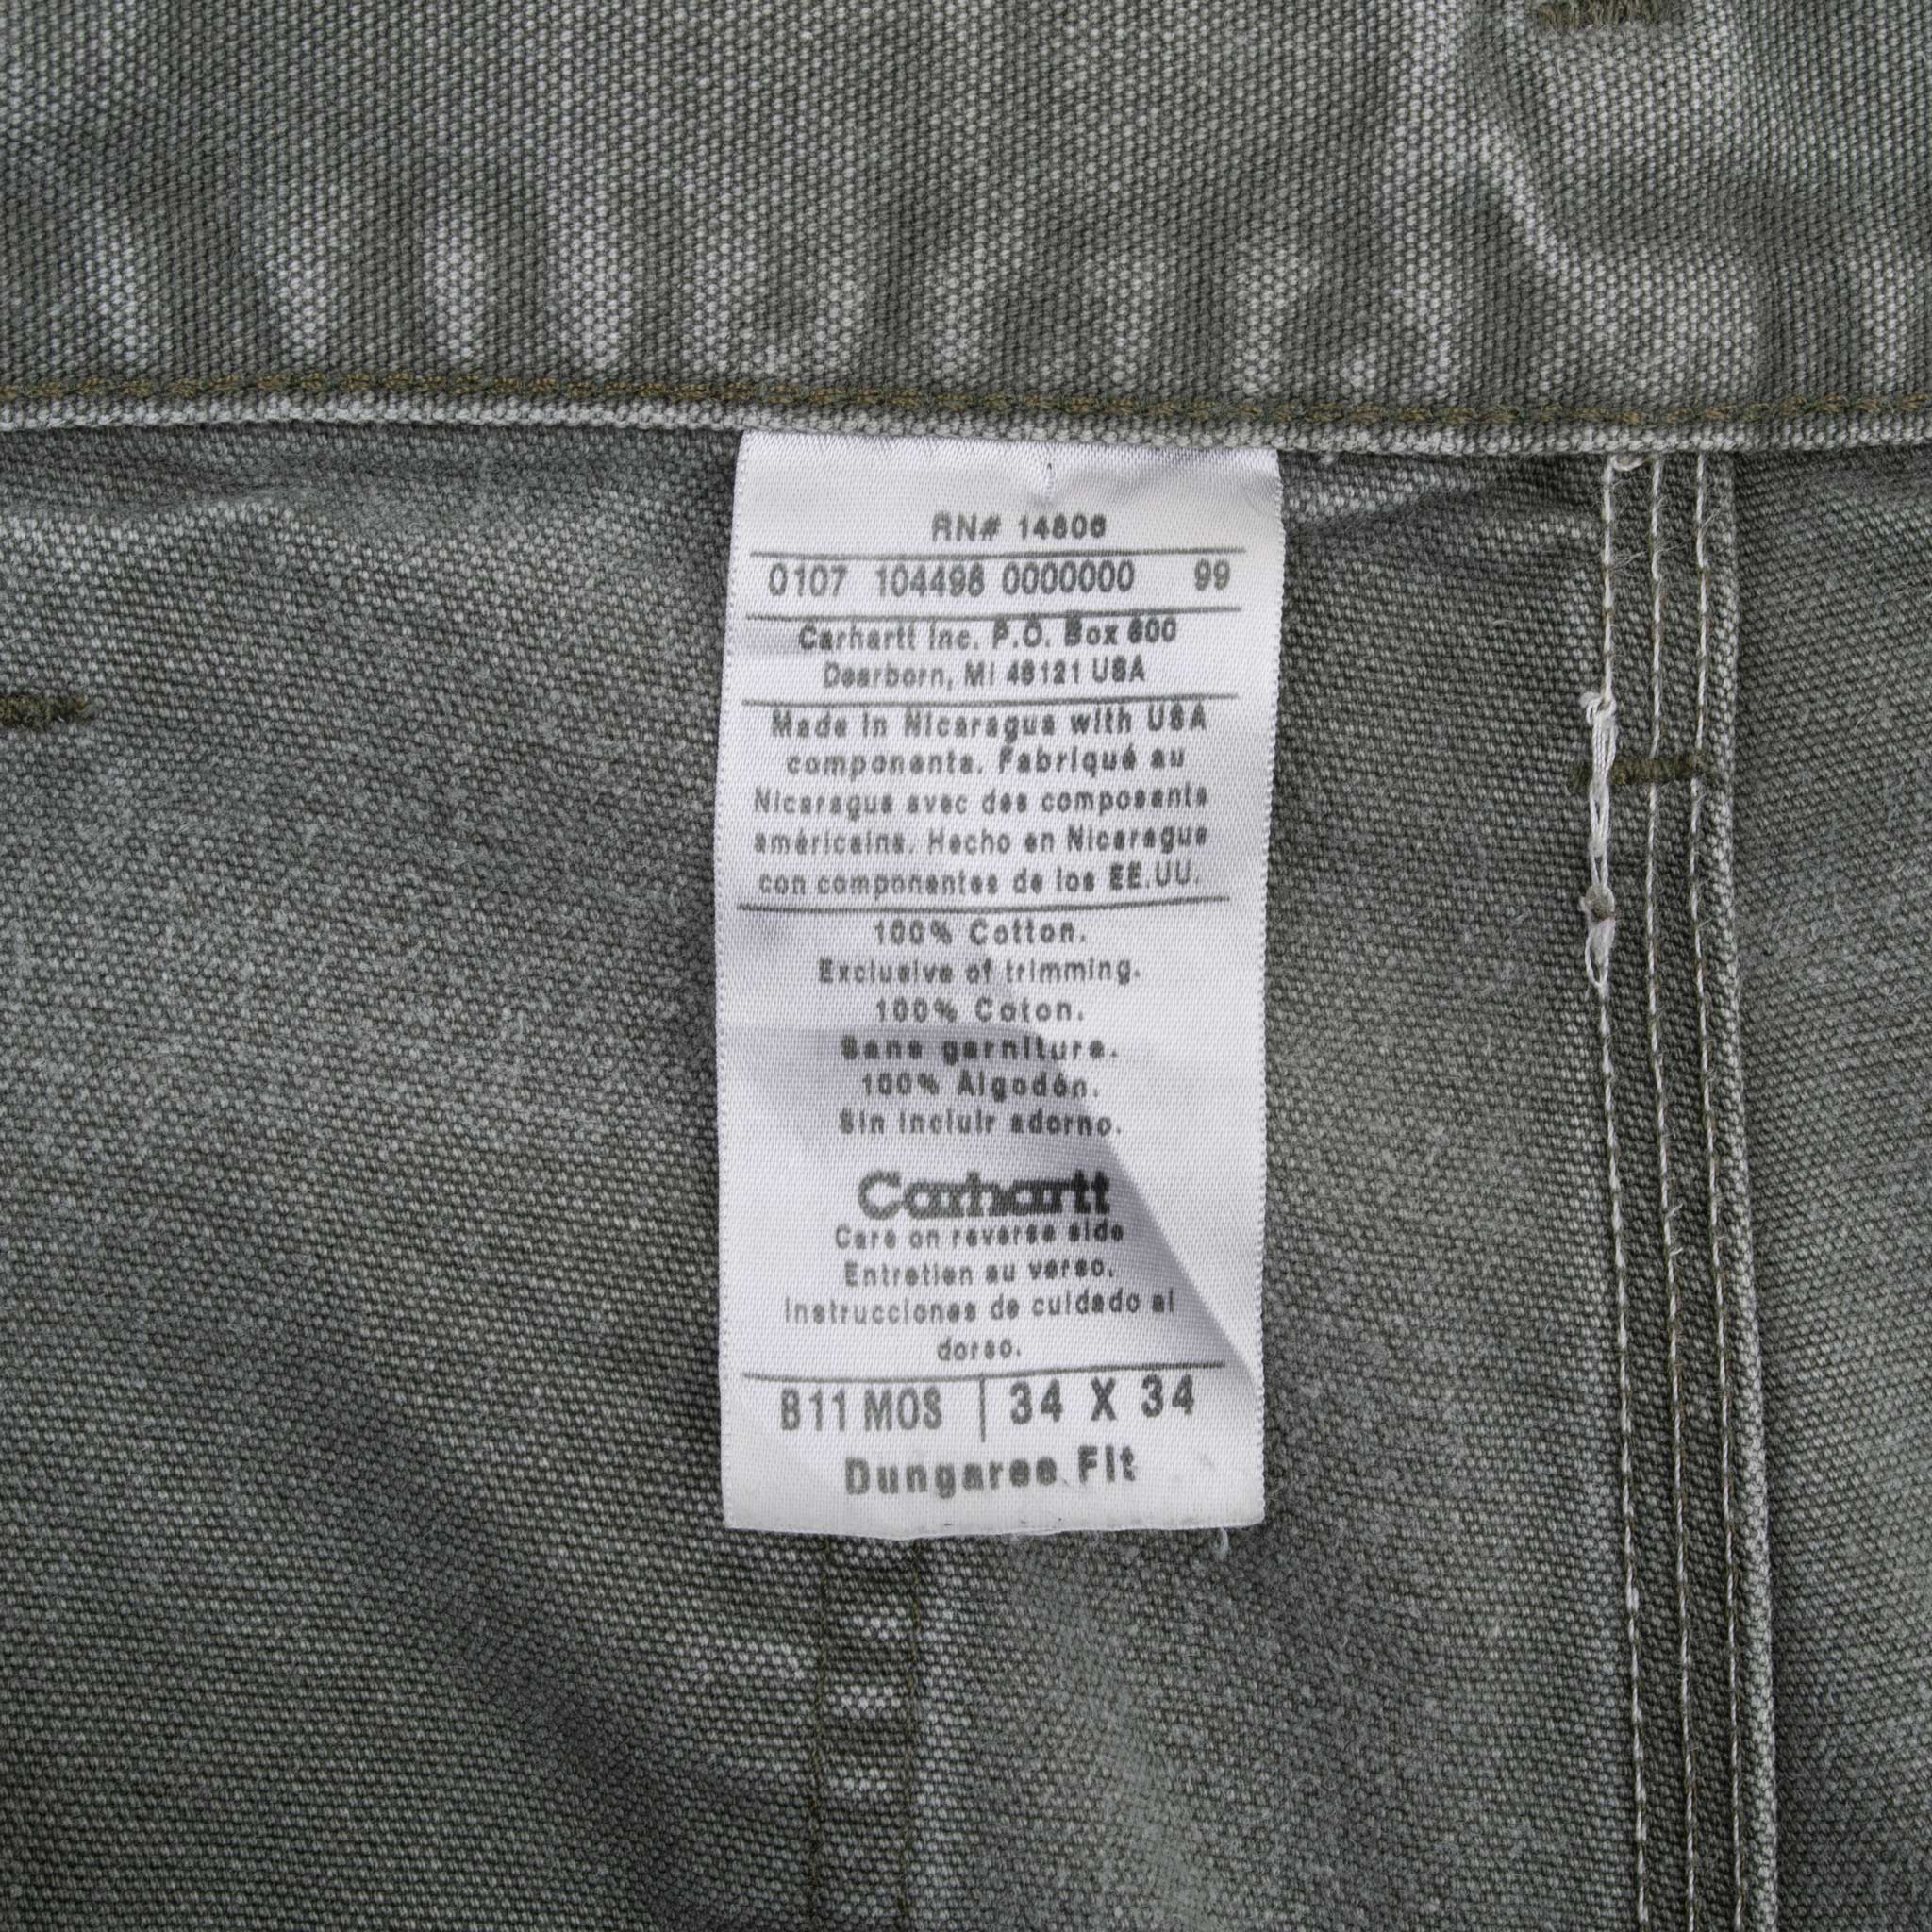 RN# 14806
0107 104498 0000000 99
Carhartt Inc. P.O. Box 600
Dearborn, MI 48121 USA
Made in Nicaragua with USA
components. Fabriqué au
Nicaragua avec des composants
américains. Hecho en Nicaragua
con componentes de los EE.UU.
100% Cotton.
Exclusive of trimming.
100% Coton.
Sans garniture.
100% Algodón.
Sin incluir adorno.
Carhartt
Care on reverse side
Entretien au verso.
Instrucciones de cuidado al
dorso.
B11 MOS | 34 X 34
Dungaree Fit